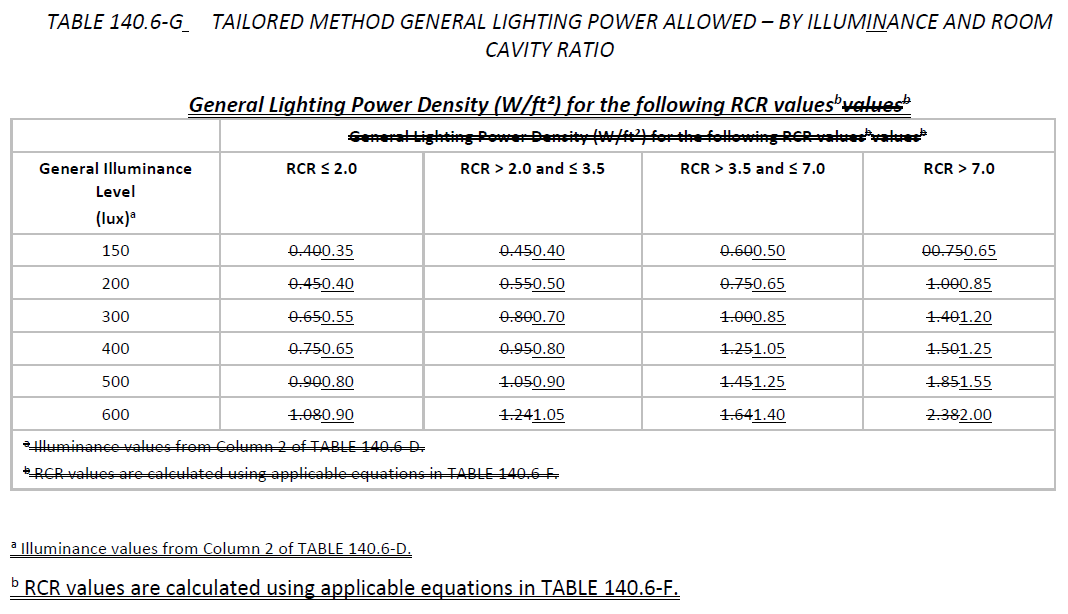 TABLE 140.6-G   TAILORED METHOD GENERAL LIGHTING POWER ALLOWED – BY ILLUMINANCE AND ROOM
CAVITY RATIO
General Lighting Power Density (W/ft²) for the following RCR valuesᵇvaluesᵇ
General Lighting Power Density (W/ft²) for the following RCR valuesᵇvaluesᵇ
General Illuminance
Level
(lux)ᵃ
RCR ≤ 2.0
RCR > 2.0 and ≤ 3.5
RCR > 3.5 and ≤ 7.0
RCR > 7.0
150 0.400.35 0.450.40 0.600.50 00.750.65
200 0.450.40 0.550.50 0.750.65 1.000.85
300 0.650.55 0.800.70 1.000.85 1.401.20
400 0.750.65 0.950.80 1.251.05 1.501.25
500 0.900.80 1.050.90 1.451.25 1.851.55
600 1.080.90 1.241.05 1.641.40 2.382.00
ᵃ Illuminance values from Column 2 of TABLE 140.6-D.
ᵇ RCR values are calculated using applicable equations in TABLE 140.6-F.
ᵃ Illuminance values from Column 2 of TABLE 140.6-D.
ᵇ RCR values are calculated using applicable equations in TABLE 140.6-F.